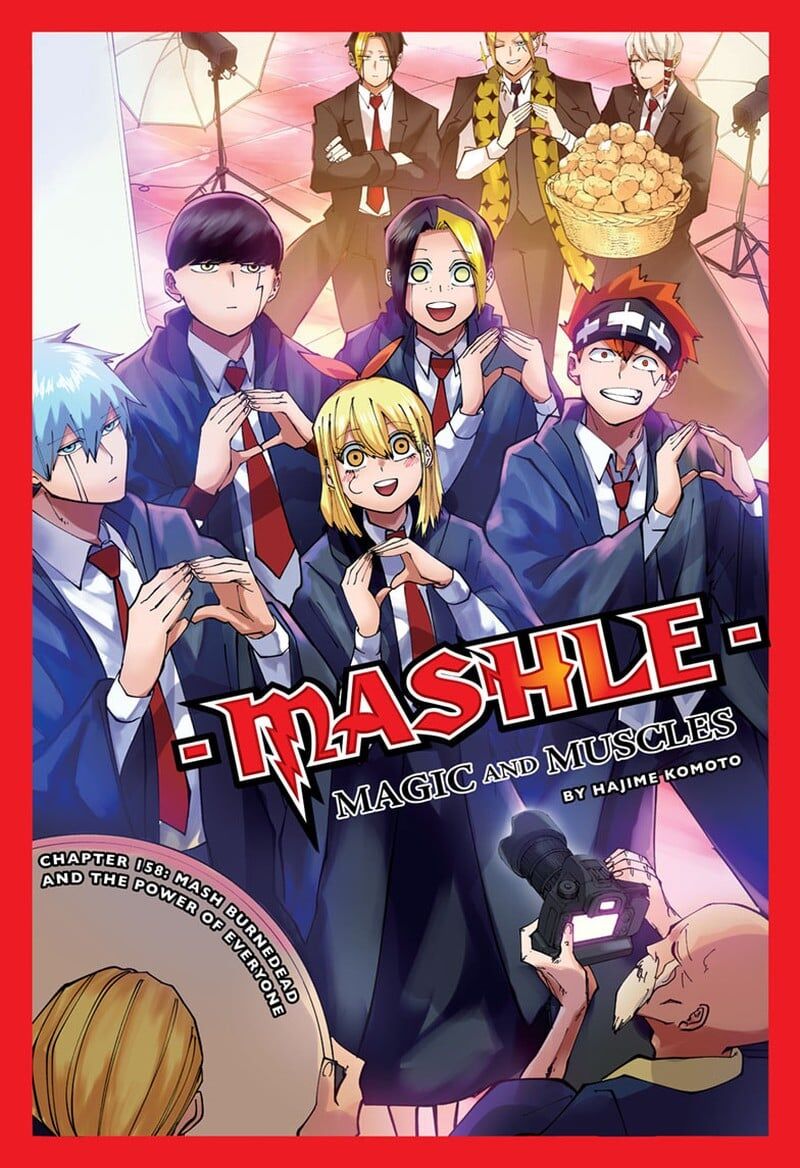 - MASHLE -
MAGIC AND MUSCLES
BY HAJIME KOMOTO
CHAPTER 158: MASH BURNEDEAD
AND THE POWER OF EVERYONE